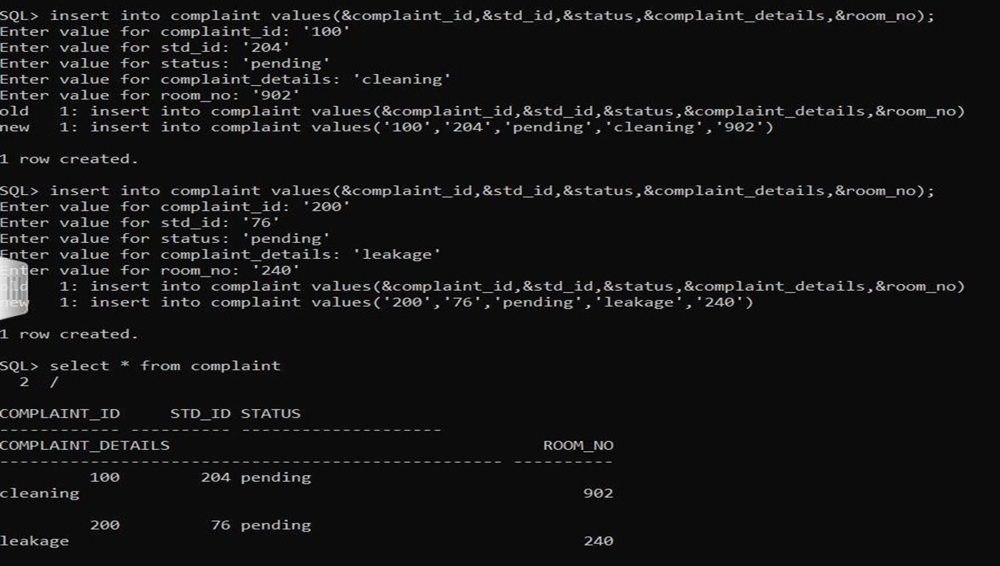 SQL> insert into complaint values(&complaint_id,&std_id,&status,&complaint_details,&room_no);
Enter value for complaint_id: '100'
Enter value for std_id: '204'
Enter value for status: 'pending'
Enter value for complaint_details: 'cleaning'
Enter value for room_no: '902'
old   1: insert into complaint values(&complaint_id,&std_id,&status,&complaint_details,&room_no)
new   1: insert into complaint values('100','204','pending','cleaning','902')
1 row created.
SQL> insert into complaint values(&complaint_id,&std_id,&status,&complaint_details,&room_no);
Enter value for complaint_id: '200'
Enter value for std_id: '76'
Enter value for status: 'pending'
Enter value for complaint_details: 'leakage'
Enter value for room_no: '240'
old   1: insert into complaint values(&complaint_id,&std_id,&status,&complaint_details,&room_no)
new   1: insert into complaint values('200','76','pending','leakage','240')
1 row created.
SQL> select * from complaint
  2  /
COMPLAINT_ID     STD_ID STATUS
------------ ---------- --------------------
COMPLAINT_DETAILS                                     ROOM_NO
-------------------------------------------------- ----------
         100        204 pending
cleaning                                                  902
         200         76 pending
leakage                                                   240